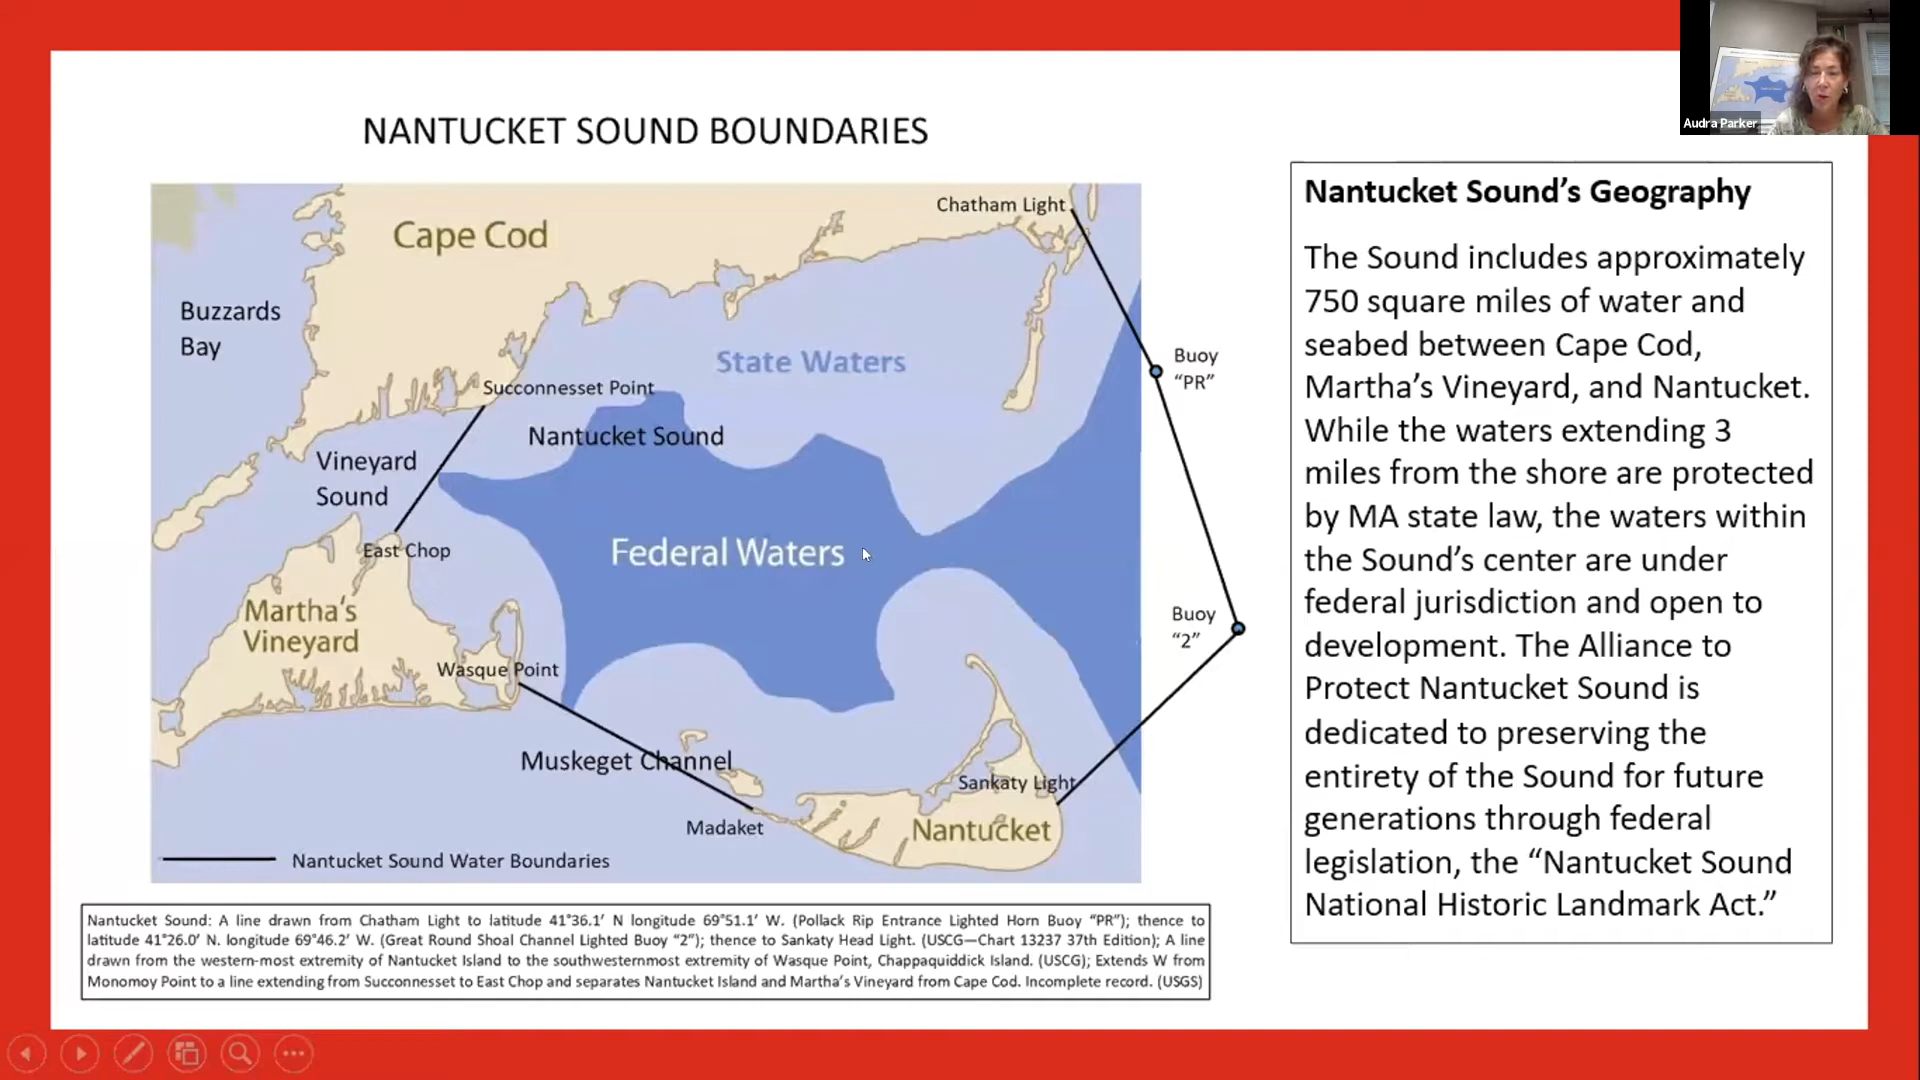 Audra Parker
NANTUCKET SOUND BOUNDARIES
Chatham Light
Cape Cod
Buzzards
Bay
State Waters
Buoy
“PR”
Succonnesset Point
Nantucket Sound
Vineyard
Sound
East Chop
Federal Waters
Martha's
Vineyard
Buoy
“2”
Wasque Point
Muskeget Channel
Sankaty Light
Madaket
Nantucket
Nantucket Sound Water Boundaries
Nantucket Sound: A line drawn from Chatham Light to latitude 41°36.1’ N longitude 69°51.1’ W. (Pollack Rip Entrance Lighted Horn Buoy “PR”); thence to
latitude 41°26.0’ N. longitude 69°46.2’ W. (Great Round Shoal Channel Lighted Buoy “2”); thence to Sankaty Head Light. (USCG—Chart 13237 37th Edition); A line
drawn from the western-most extremity of Nantucket Island to the southwesternmost extremity of Wasque Point, Chappaquiddick Island. (USCG); Extends W from
Monomoy Point to a line extending from Succonnesset to East Chop and separates Nantucket Island and Martha’s Vineyard from Cape Cod. Incomplete record. (USGS)
Nantucket Sound’s Geography
The Sound includes approximately
750 square miles of water and
seabed between Cape Cod,
Martha’s Vineyard, and Nantucket.
While the waters extending 3
miles from the shore are protected
by MA state law, the waters within
the Sound’s center are under
federal jurisdiction and open to
development. The Alliance to
Protect Nantucket Sound is
dedicated to preserving the
entirety of the Sound for future
generations through federal
legislation, the “Nantucket Sound
National Historic Landmark Act.”